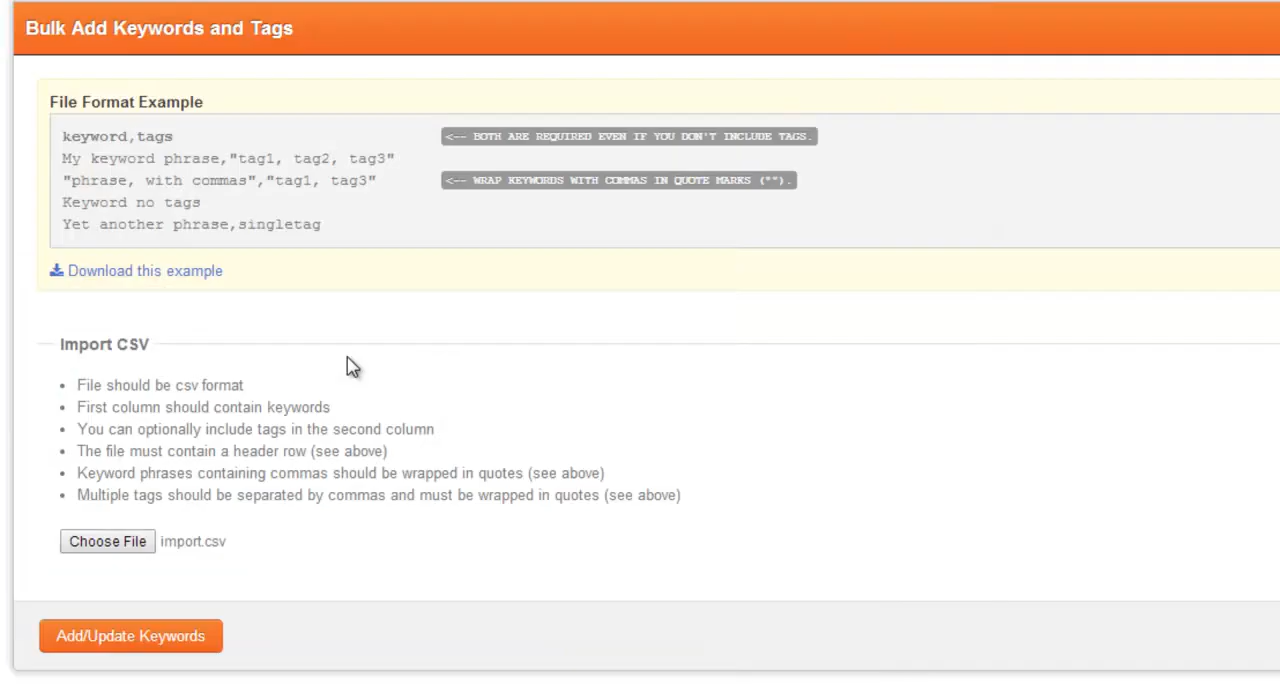 Bulk Add Keywords and Tags
File Format Example
keyword,tags <-- BOTH ARE REQUIRED EVEN IF YOU DON'T INCLUDE TAGS.
My keyword phrase,"tag1, tag2, tag3"
"phrase, with commas","tag1, tag3" <-- WRAP KEYWORDS WITH COMMAS IN QUOTE MARKS ("").
Keyword no tags
Yet another phrase,singletag
Download this example
Import CSV
• File should be csv format
• First column should contain keywords
• You can optionally include tags in the second column
• The file must contain a header row (see above)
• Keyword phrases containing commas should be wrapped in quotes (see above)
• Multiple tags should be separated by commas and must be wrapped in quotes (see above)
Choose File import.csv
Add/Update Keywords